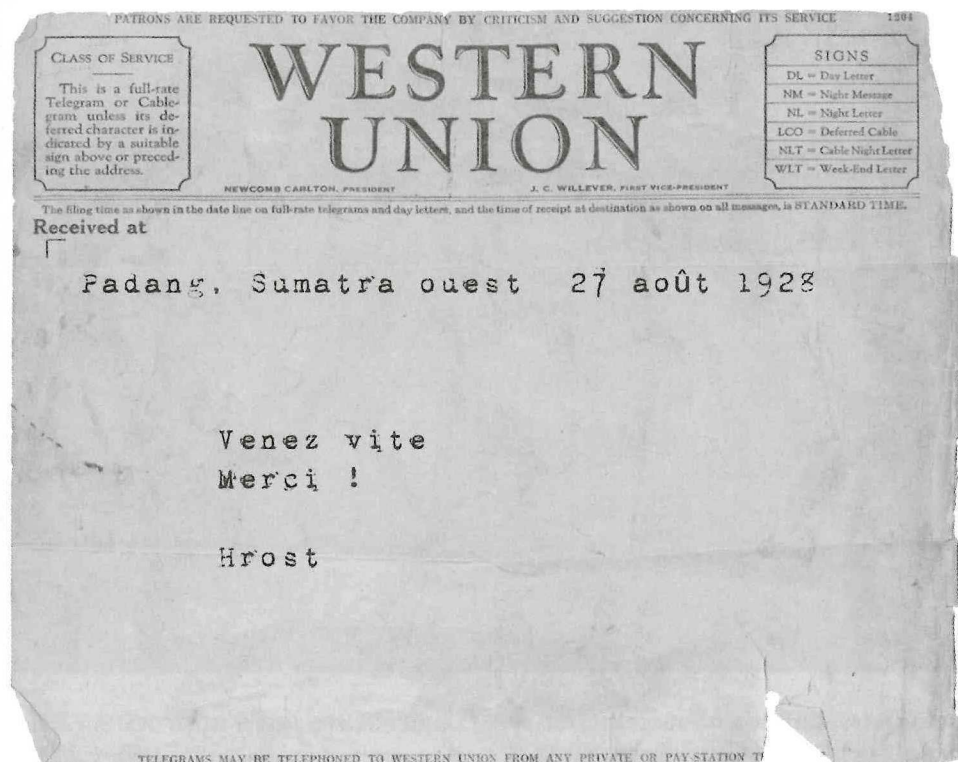 PATRONS ARE REQUESTED TO FAVOR THE COMPANY BY CRITICISM AND SUGGESTION CONCERNING ITS SERVICE 1204
CLASS OF SERVICE
This is a full-rate
Telegram or Cable-
gram unless its de-
ferred character is in-
dicated by a suitable
sign above or preced-
ing the address.
WESTERN
UNION
NEWCOMB CARLTON, PRESIDENT
J. C. WILLEVER, FIRST VICE-PRESIDENT
SIGNS
DL = Day Letter
NM = Night Message
NL = Night Letter
LCO = Deferred Cable
NLT = Cable Night Letter
WLT = Week-End Letter
The filing time as shown in the date line on full-rate telegrams and day letters, and the time of receipt at destination as shown on all messages, is STANDARD TIME.
Received at
Padang, Sumatra ouest 27 août 1928
Venez vite
Merci !
Hrost
TELEGRAMS MAY BE TELEPHONED TO WESTERN UNION FROM ANY PRIVATE OR PAY-STATION